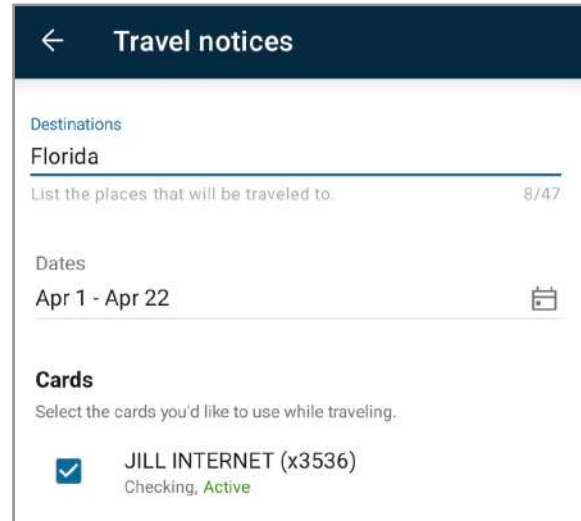 Travel notices
Destinations
Florida
List the places that will be traveled to.
8/47
Dates
Apr 1 - Apr 22
Cards
Select the cards you'd like to use while traveling.
JILL INTERNET (x3536)
Checking, Active